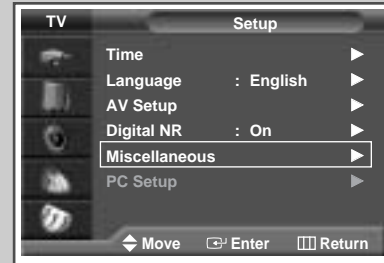 TV Setup
Time
Language : English
AV Setup
Digital NR : On
Miscellaneous
PC Setup
Move Enter Return